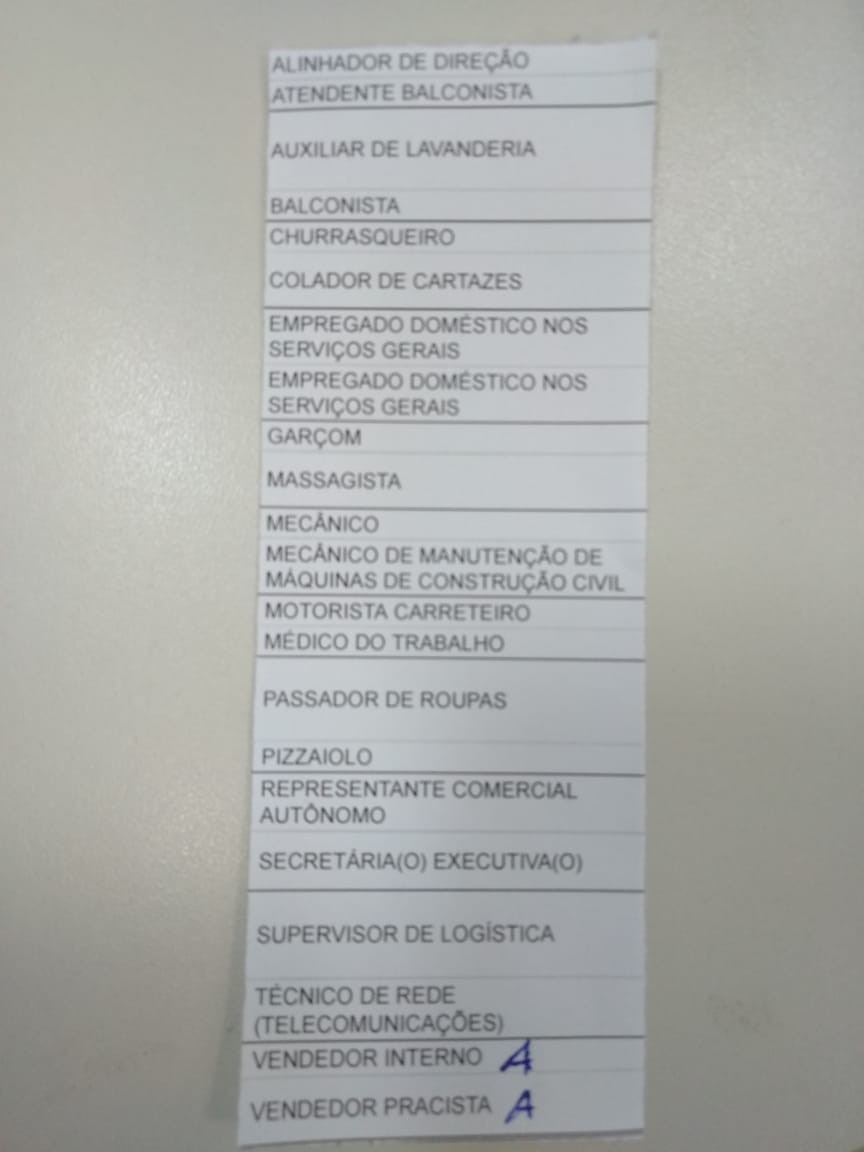 ALINHADOR DE DIREÇÃO
ATENDENTE BALCONISTA
AUXILIAR DE LAVANDERIA
BALCONISTA
CHURRASQUEIRO
COLADOR DE CARTAZES
EMPREGADO DOMÉSTICO NOS
SERVIÇOS GERAIS
EMPREGADO DOMÉSTICO NOS
SERVIÇOS GERAIS
GARÇOM
MASSAGISTA
MECÂNICO
MECÂNICO DE MANUTENÇÃO DE
MÁQUINAS DE CONSTRUÇÃO CIVIL
MOTORISTA CARRETEIRO
MÉDICO DO TRABALHO
PASSADOR DE ROUPAS
PIZZAIOLO
REPRESENTANTE COMERCIAL
AUTÔNOMO
SECRETÁRIA(O) EXECUTIVA(O)
SUPERVISOR DE LOGÍSTICA
TÉCNICO DE REDE
(TELECOMUNICAÇÕES)
VENDEDOR INTERNO A
VENDEDOR PRACISTA A